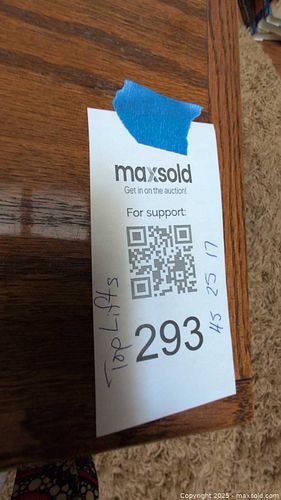 maxsold
Get in on the auction!
For support:
293
Top Lifts
45 25 17
Copyright © 2025 - maxsold.com